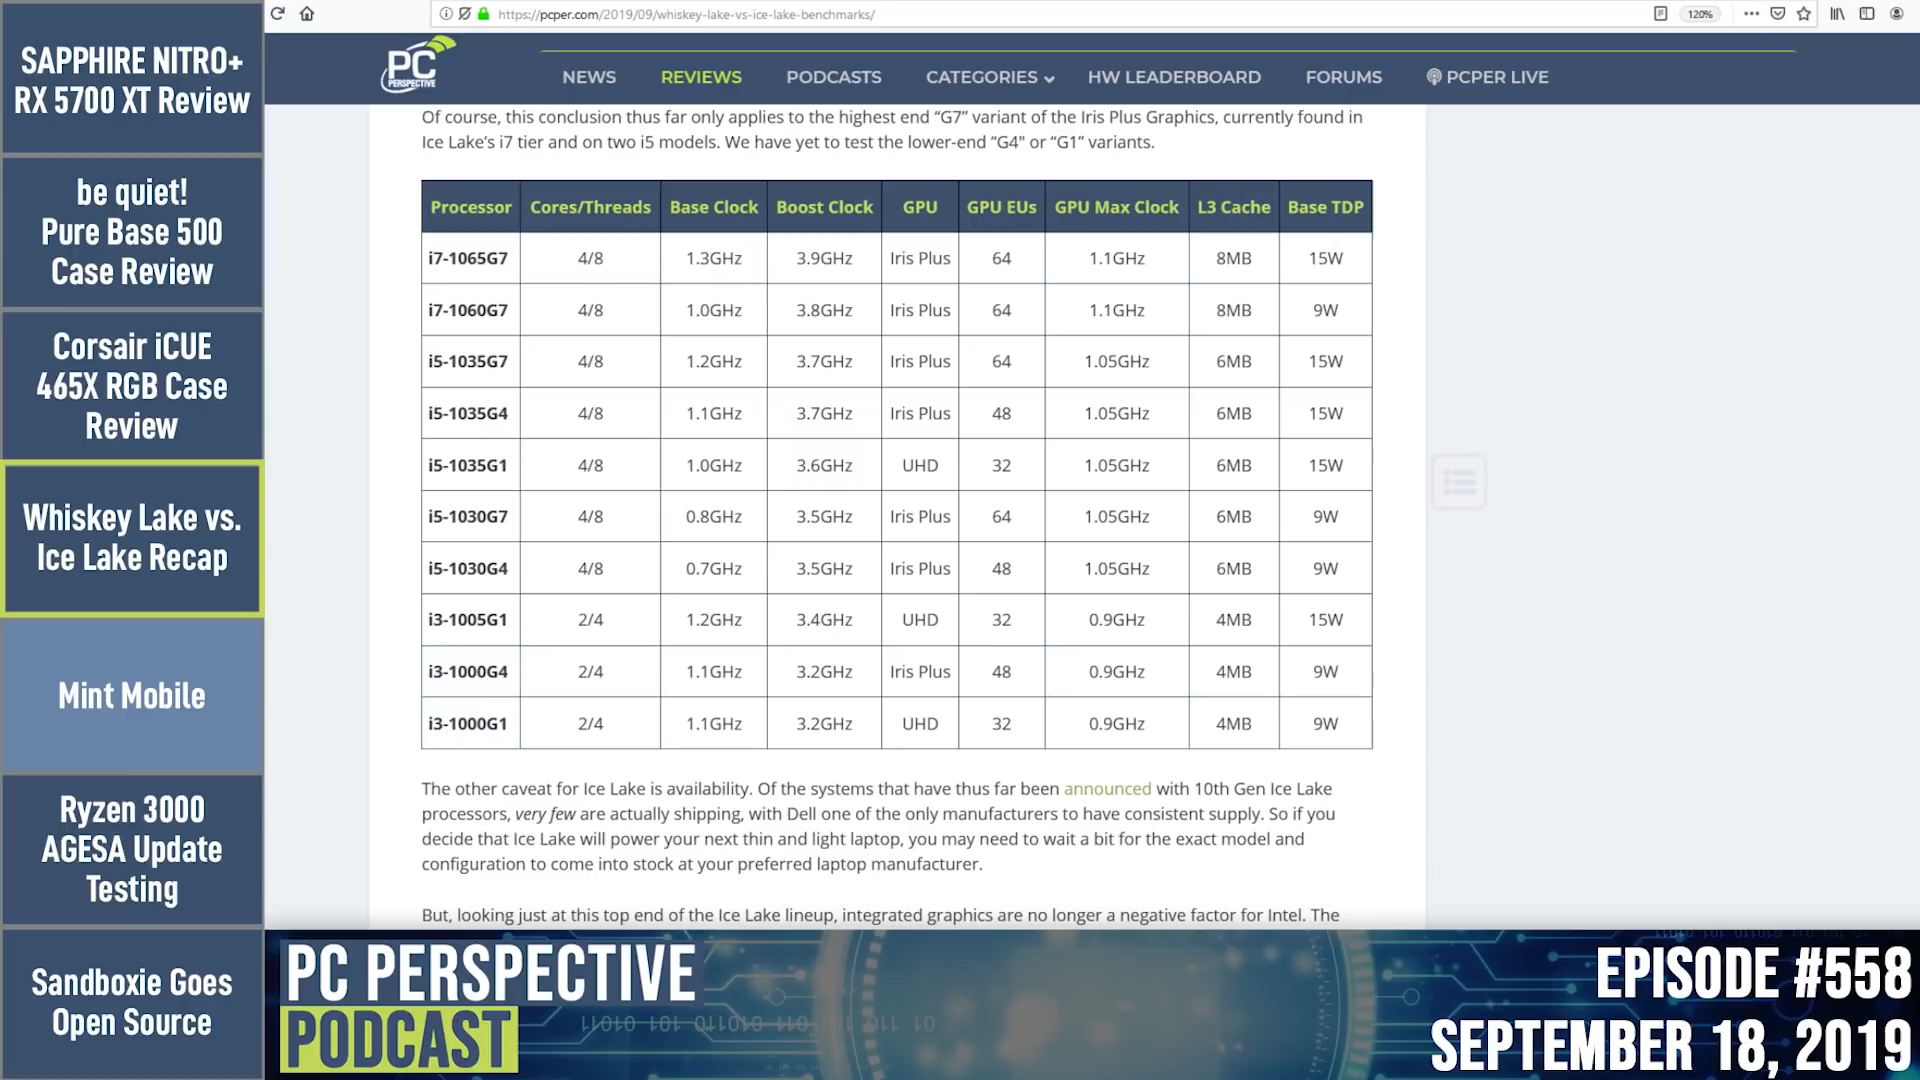 SAPPHIRE NITRO+
RX 5700 XT Review
be quiet!
Pure Base 500
Case Review
Corsair iCUE
465X RGB Case
Review
Whiskey Lake vs.
Ice Lake Recap
Mint Mobile
Ryzen 3000
AGESA Update
Testing
Sandboxie Goes
Open Source
https://pcper.com/2019/09/whiskey-lake-vs-ice-lake-benchmarks/ 120%
PC
PERSPECTIVE
NEWS REVIEWS PODCASTS CATEGORIES HW LEADERBOARD FORUMS PCPER LIVE
Of course, this conclusion thus far only applies to the highest end “G7” variant of the Iris Plus Graphics, currently found in
Ice Lake’s i7 tier and on two i5 models. We have yet to test the lower-end “G4" or “G1” variants.
Processor Cores/Threads Base Clock Boost Clock GPU GPU EUs GPU Max Clock L3 Cache Base TDP
i7-1065G7 4/8 1.3GHz 3.9GHz Iris Plus 64 1.1GHz 8MB 15W
i7-1060G7 4/8 1.0GHz 3.8GHz Iris Plus 64 1.1GHz 8MB 9W
i5-1035G7 4/8 1.2GHz 3.7GHz Iris Plus 64 1.05GHz 6MB 15W
i5-1035G4 4/8 1.1GHz 3.7GHz Iris Plus 48 1.05GHz 6MB 15W
i5-1035G1 4/8 1.0GHz 3.6GHz UHD 32 1.05GHz 6MB 15W
i5-1030G7 4/8 0.8GHz 3.5GHz Iris Plus 64 1.05GHz 6MB 9W
i5-1030G4 4/8 0.7GHz 3.5GHz Iris Plus 48 1.05GHz 6MB 9W
i3-1005G1 2/4 1.2GHz 3.4GHz UHD 32 0.9GHz 4MB 15W
i3-1000G4 2/4 1.1GHz 3.2GHz Iris Plus 48 0.9GHz 4MB 9W
i3-1000G1 2/4 1.1GHz 3.2GHz UHD 32 0.9GHz 4MB 9W
The other caveat for Ice Lake is availability. Of the systems that have thus far been announced with 10th Gen Ice Lake
processors, very few are actually shipping, with Dell one of the only manufacturers to have consistent supply. So if you
decide that Ice Lake will power your next thin and light laptop, you may need to wait a bit for the exact model and
configuration to come into stock at your preferred laptop manufacturer.
But, looking just at this top end of the Ice Lake lineup, integrated graphics are no longer a negative factor for Intel. The
PC PERSPECTIVE
PODCAST
EPISODE #558
SEPTEMBER 18, 2019